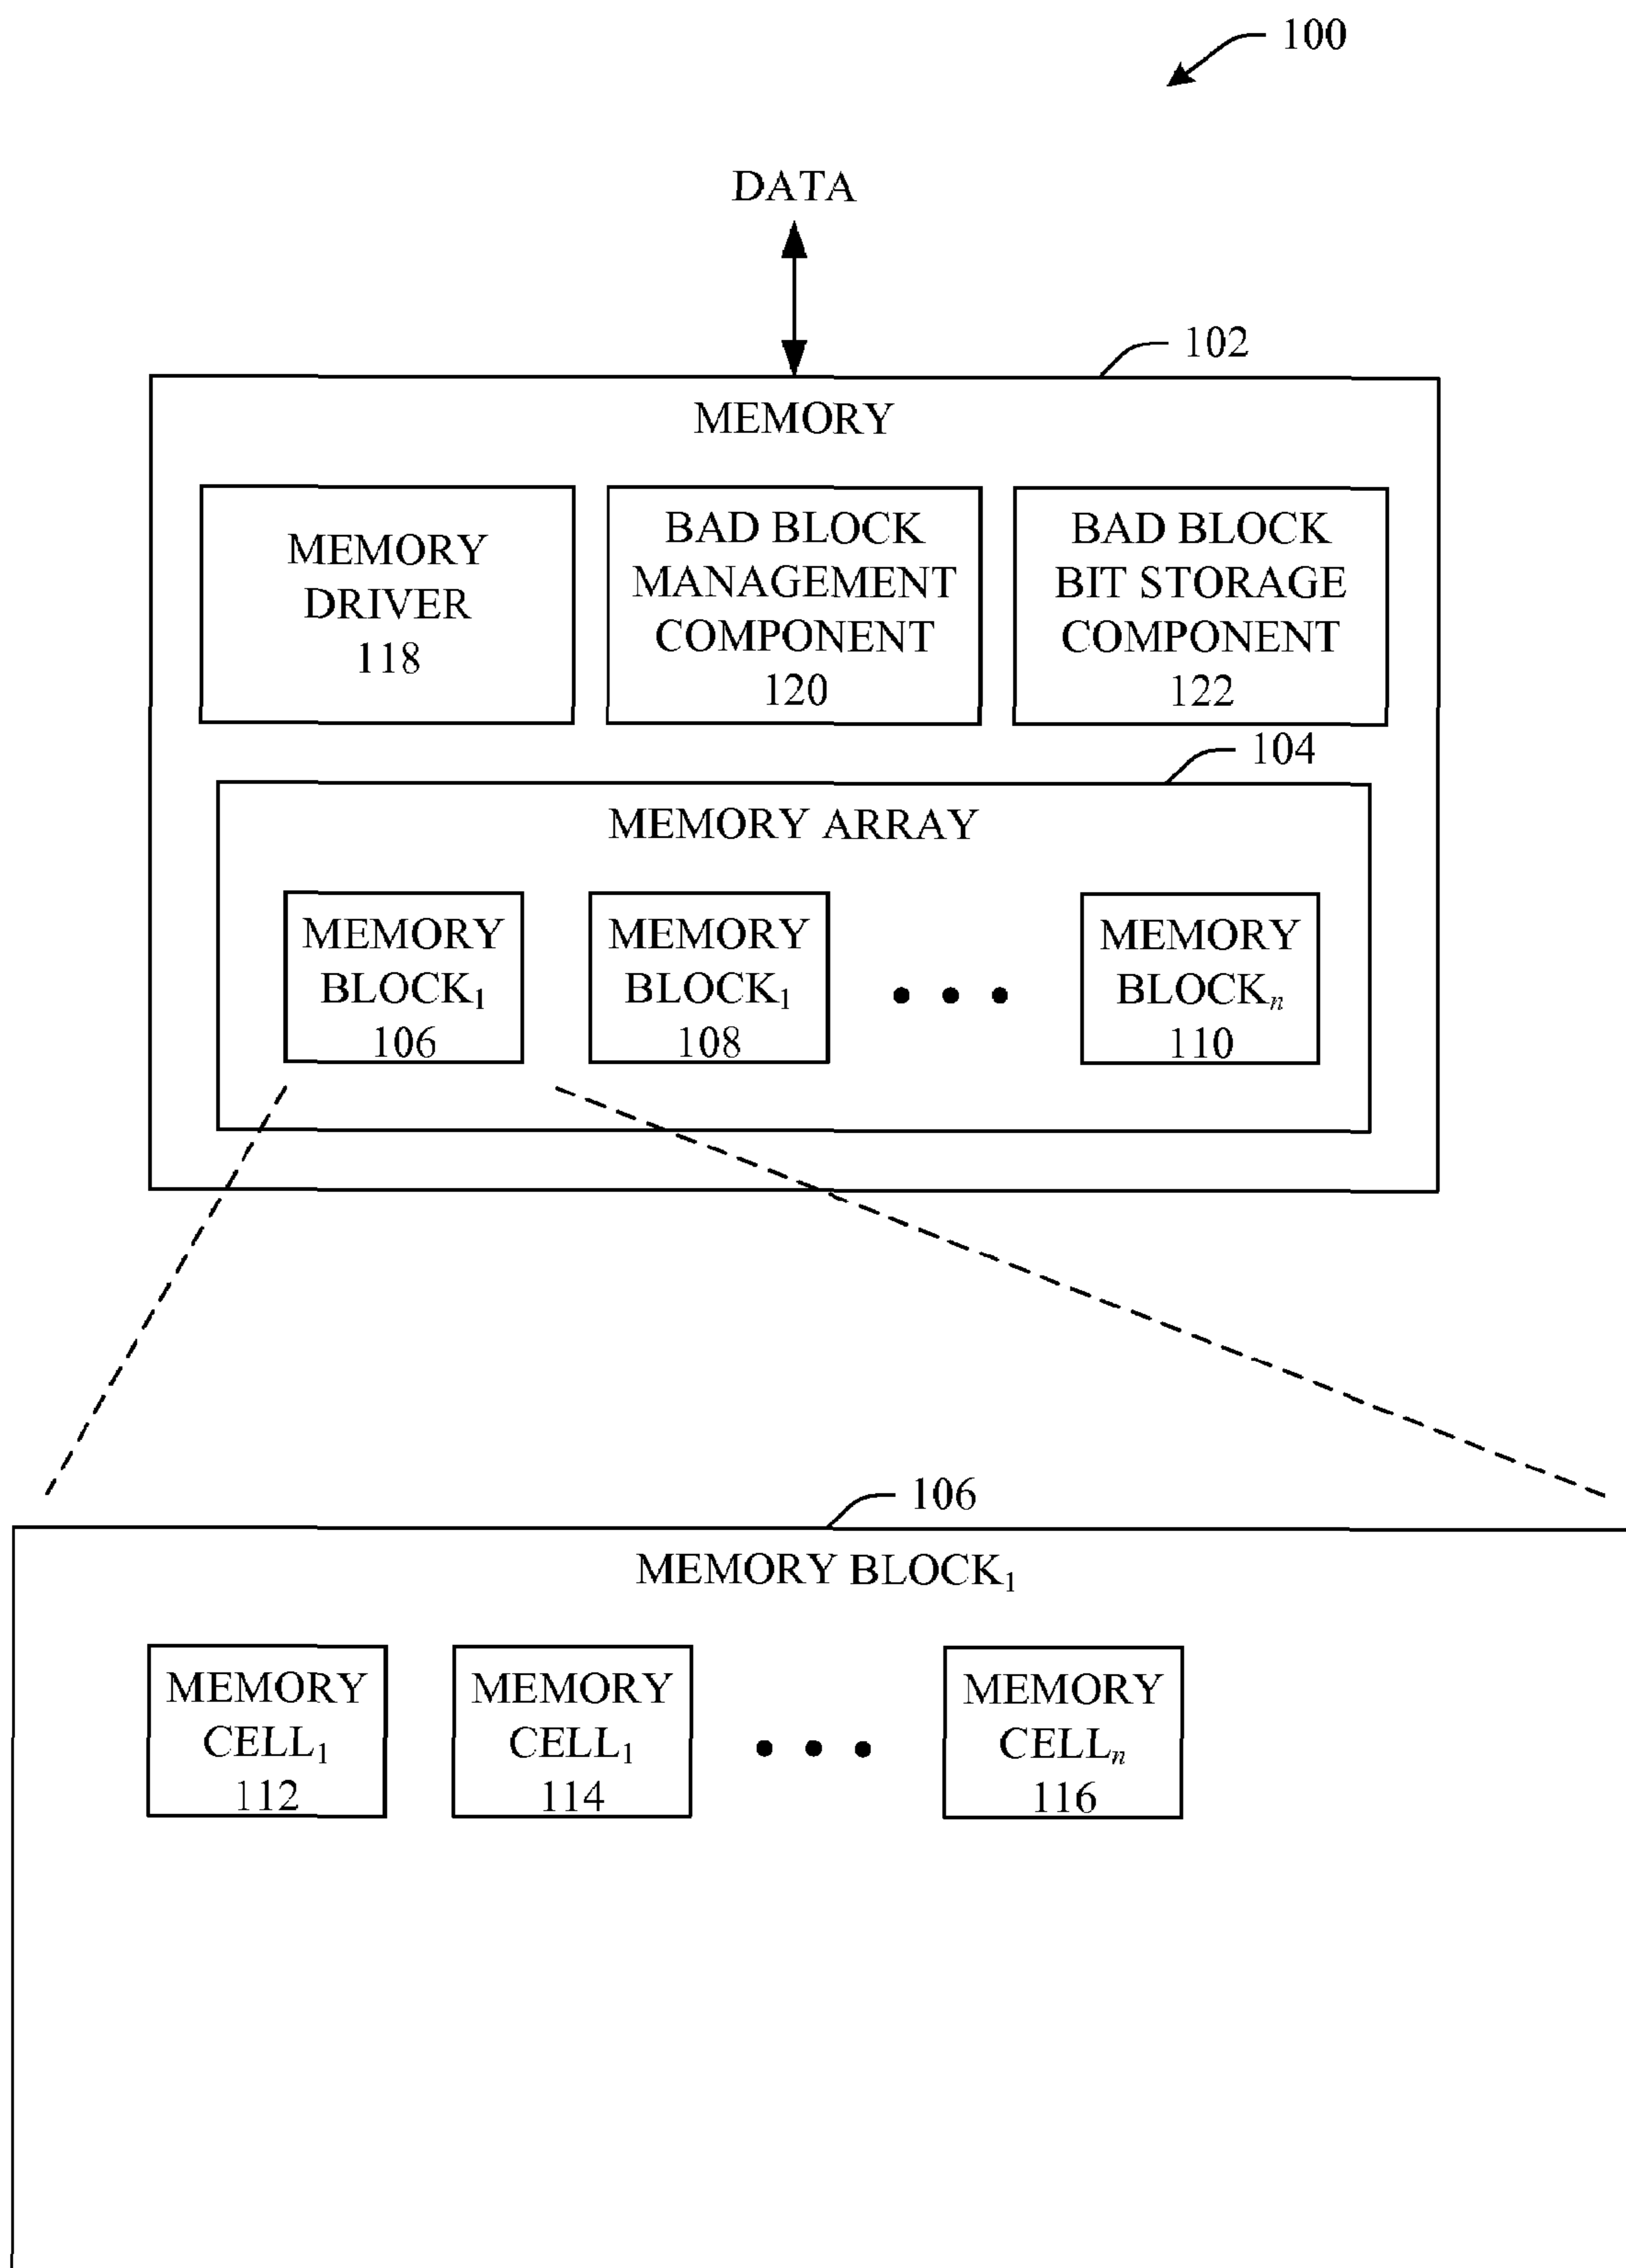 100
DATA
102
MEMORY
MEMORY
DRIVER
118
BAD BLOCK
MANAGEMENT
COMPONENT
120
BAD BLOCK
BIT STORAGE
COMPONENT
122
104
MEMORY ARRAY
MEMORY
BLOCK₁
106
MEMORY
BLOCK₁
108
• • •
MEMORY
BLOCKₙ
110
106
MEMORY BLOCK₁
MEMORY
CELL₁
112
MEMORY
CELL₁
114
• • •
MEMORY
CELLₙ
116